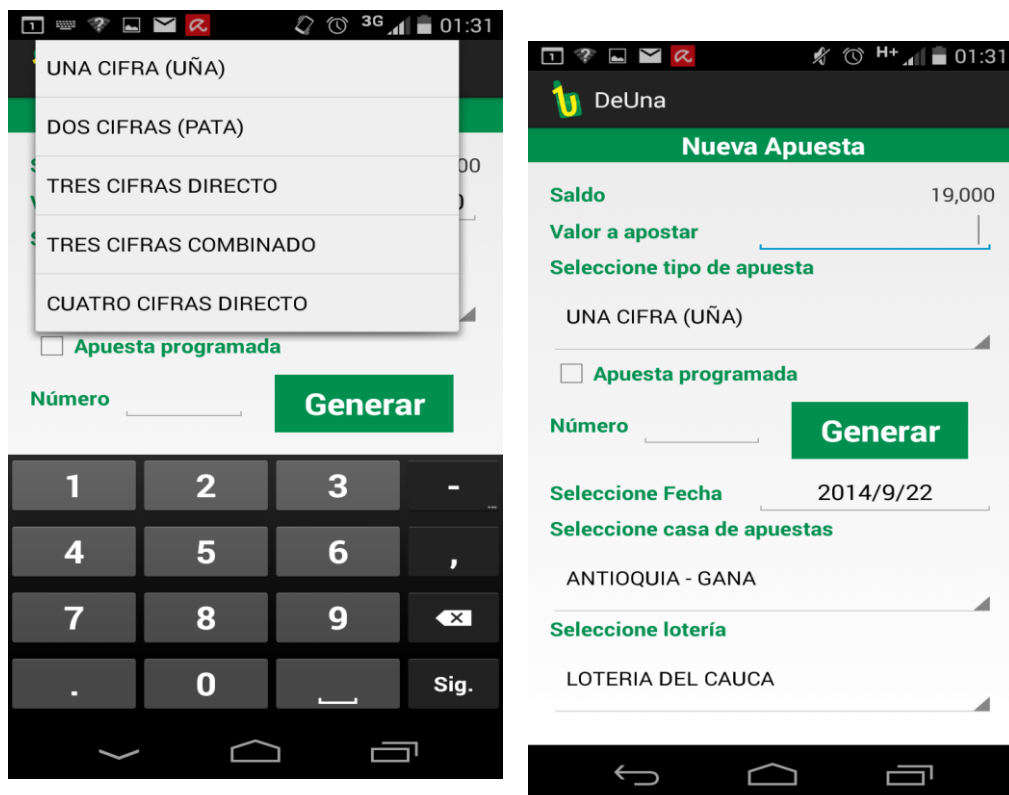 3G 01:31
UNA CIFRA (UÑA)
DOS CIFRAS (PATA)
TRES CIFRAS DIRECTO
TRES CIFRAS COMBINADO
CUATRO CIFRAS DIRECTO
Apuesta programada
Número
Generar
1 2 3 -
4 5 6 ,
7 8 9
. 0 Sig.
H+ 01:31
DeUna
Nueva Apuesta
Saldo 19,000
Valor a apostar
Seleccione tipo de apuesta
UNA CIFRA (UÑA)
Apuesta programada
Número
Generar
Seleccione Fecha 2014/9/22
Seleccione casa de apuestas
ANTIOQUIA - GANA
Seleccione lotería
LOTERIA DEL CAUCA